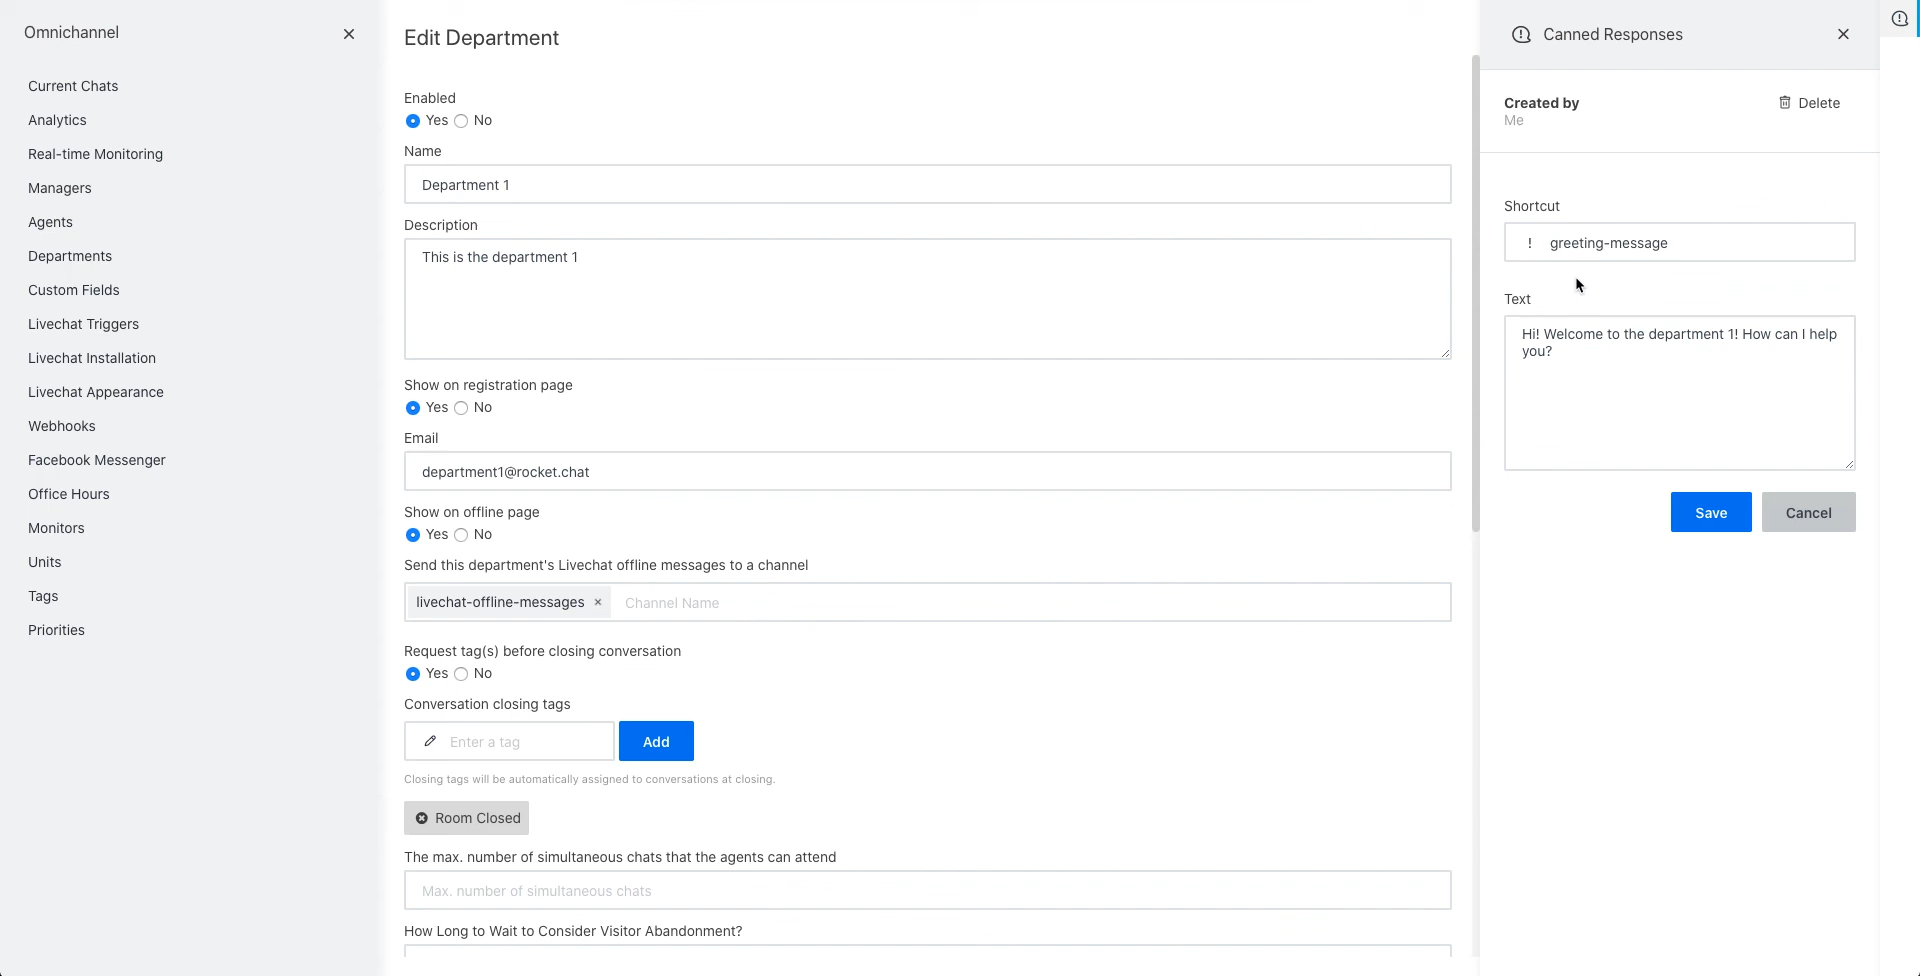 Omnichannel
Current Chats
Analytics
Real-time Monitoring
Managers
Agents
Departments
Custom Fields
Livechat Triggers
Livechat Installation
Livechat Appearance
Webhooks
Facebook Messenger
Office Hours
Monitors
Units
Tags
Priorities
Edit Department
Enabled
Yes No
Name
Department 1
Description
This is the department 1
Show on registration page
Yes No
Email
department1@rocket.chat
Show on offline page
Yes No
Send this department's Livechat offline messages to a channel
livechat-offline-messages × Channel Name
Request tag(s) before closing conversation
Yes No
Conversation closing tags
Enter a tag Add
Closing tags will be automatically assigned to conversations at closing.
Room Closed
The max. number of simultaneous chats that the agents can attend
Max. number of simultaneous chats
How Long to Wait to Consider Visitor Abandonment?
Canned Responses
Created by
Me
Delete
Shortcut
! greeting-message
Text
Hi! Welcome to the department 1! How can I help
you?
Save Cancel